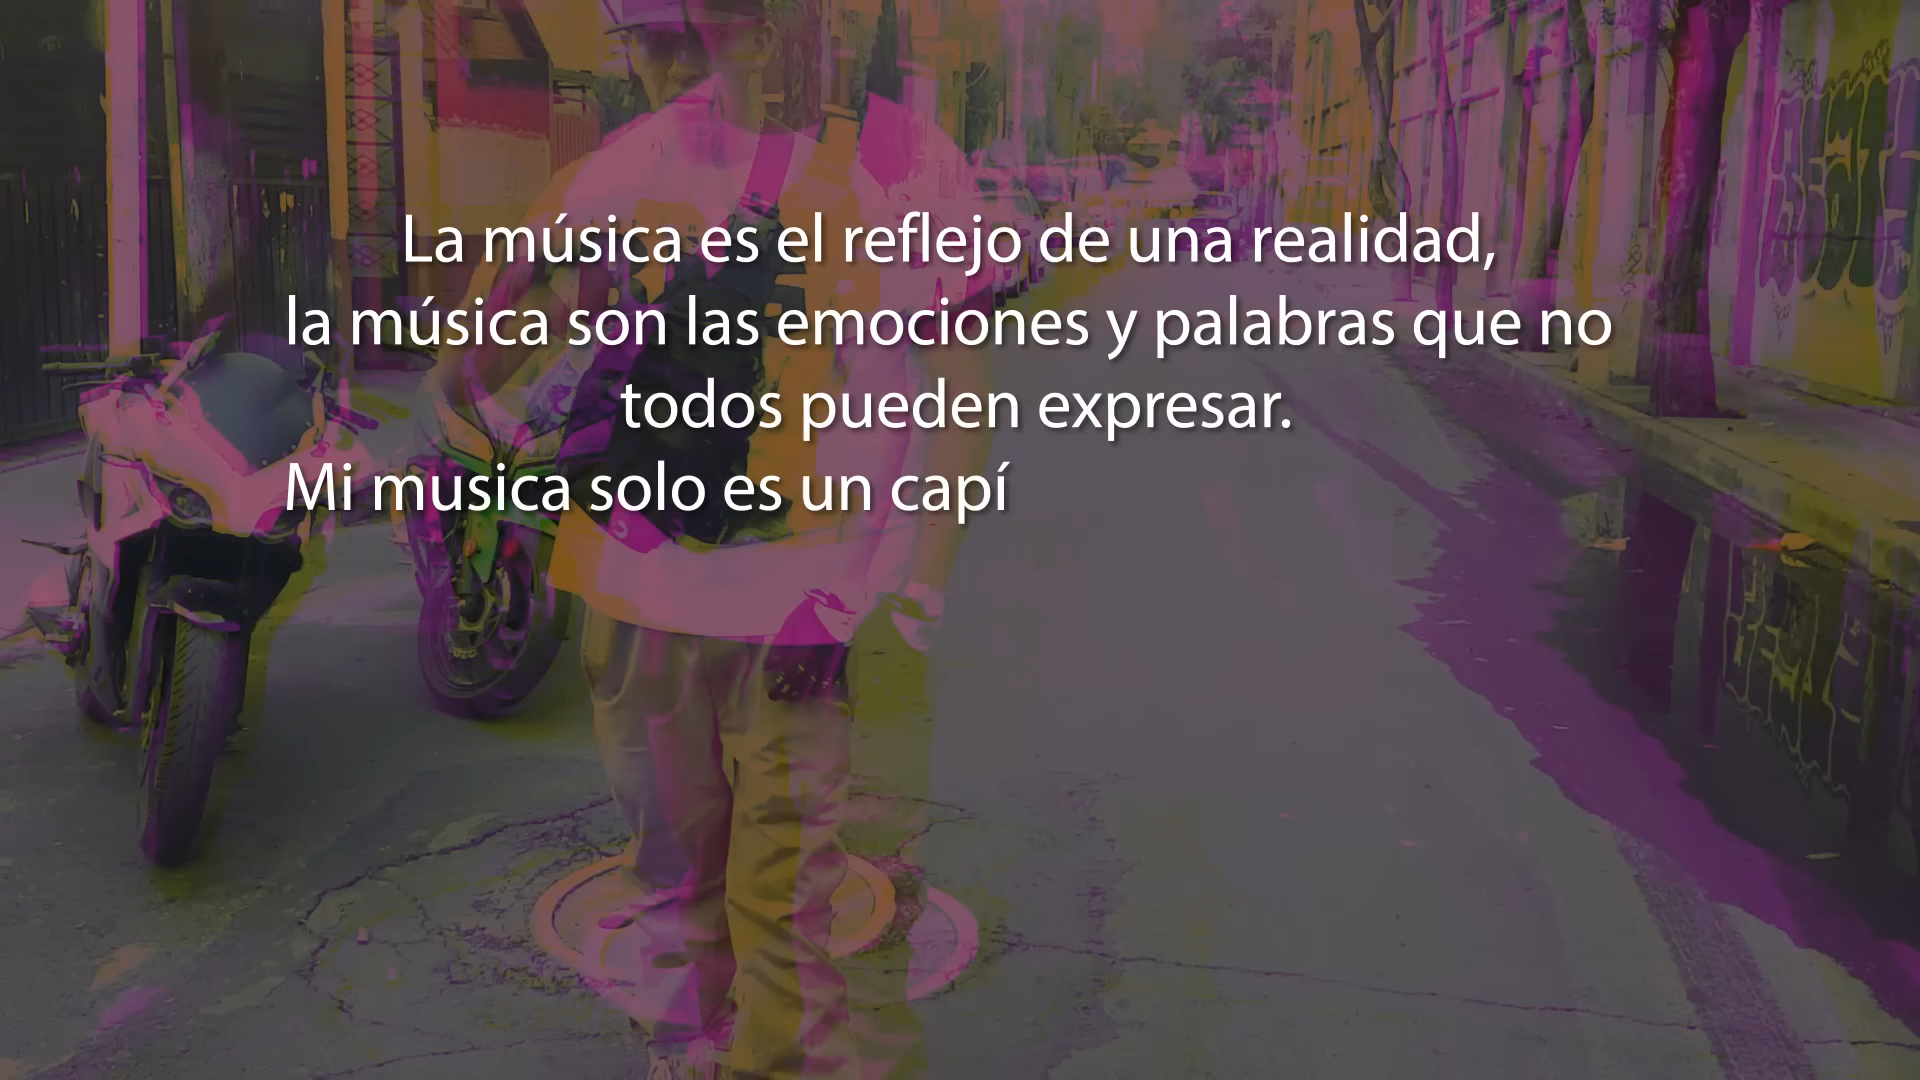 La música es el reflejo de una realidad,
la música son las emociones y palabras que no
todos pueden expresar.
Mi musica solo es un capí